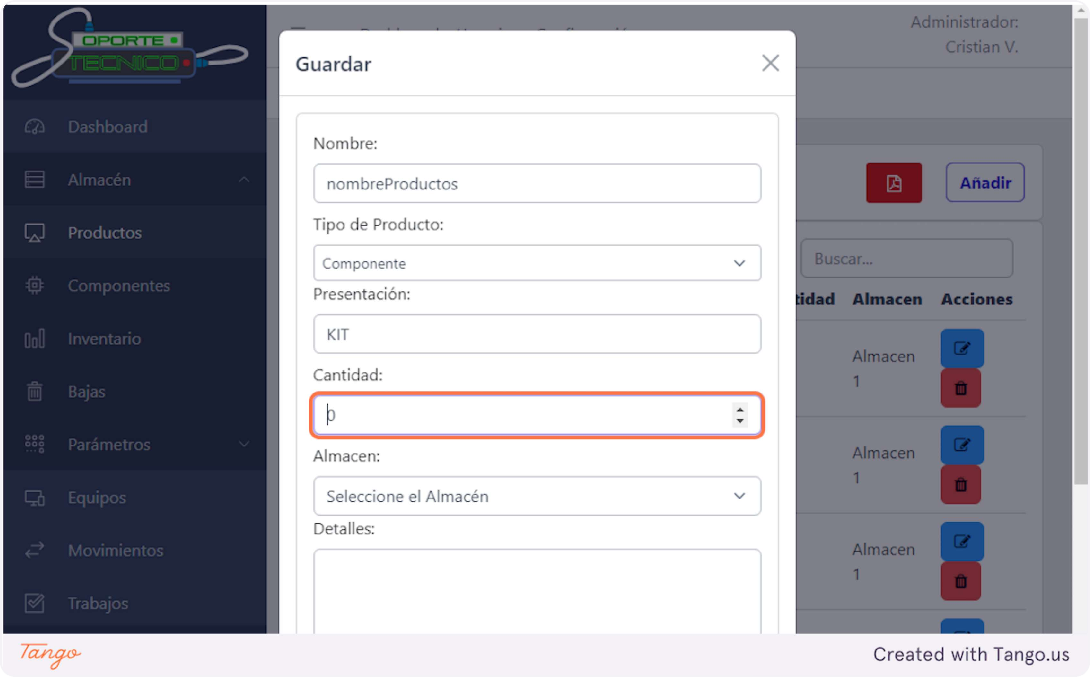 OPORTE
TECNICO
Dashboard
Almacén
Productos
Componentes
Inventario
Bajas
Parámetros
Equipos
Movimientos
Trabajos
Administrador:
Cristian V.
Guardar
Nombre:
nombreProductos
Tipo de Producto:
Componente
Presentación:
KIT
Cantidad:
0
Almacen:
Seleccione el Almacén
Detalles:
Añadir
Buscar...
tidad Almacen Acciones
Almacen
1
Almacen
1
Almacen
1
Tango
Created with Tango.us